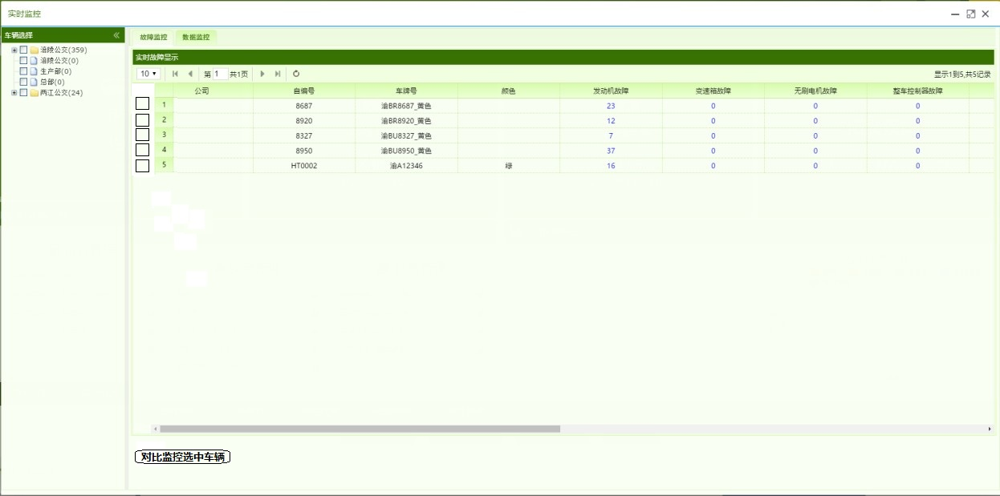 实时监控
车辆选择
涪陵公交(359)
涪陵公交(0)
生产部(0)
总部(0)
两江公交(24)
故障监控 数据监控
实时故障显示
10 第 1 共1页 显示1到5,共5记录
公司 自编号 车牌号 颜色 发动机故障 变速箱故障 无刷电机故障 整车控制器故障
1 8687 渝BR8687_黄色 23 0 0 0
2 8920 渝BR8920_黄色 12 0 0 0
3 8327 渝BU8327_黄色 7 0 0 0
4 8950 渝BU8950_黄色 37 0 0 0
5 HT0002 渝A12346 绿 16 0 0 0
对比监控选中车辆